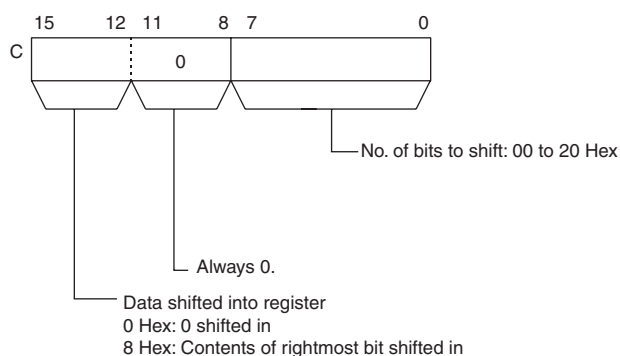 15 12 11 8 7 0
C
0
No. of bits to shift: 00 to 20 Hex
Always 0.
Data shifted into register
0 Hex: 0 shifted in
8 Hex: Contents of rightmost bit shifted in